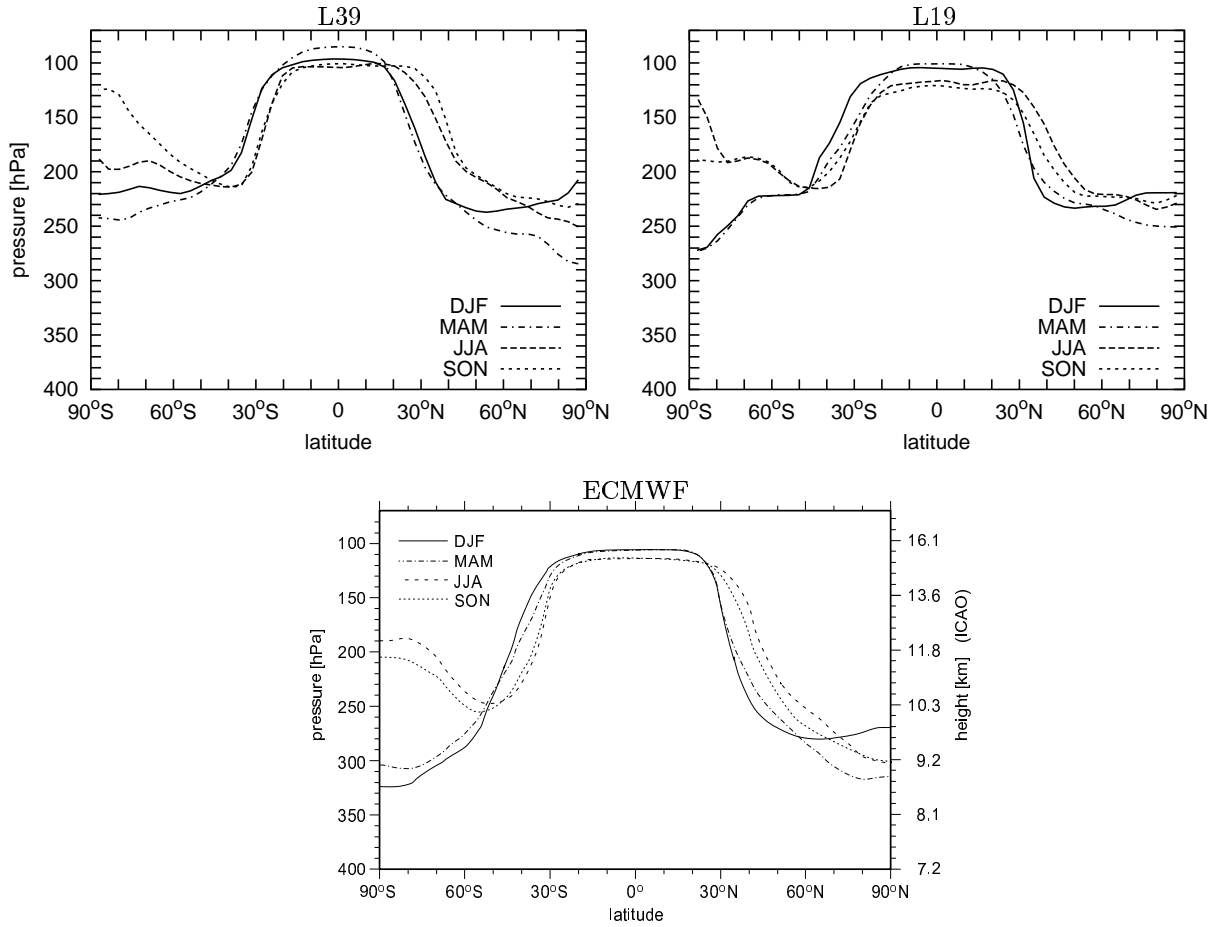 L39
L19
100
150
200
250
300
350
400
pressure [hPa]
DJF
MAM
JJA
SON
90°S 60°S 30°S 0 30°N 60°N 90°N
latitude
100
150
200
250
300
350
400
DJF
MAM
JJA
SON
90°S 60°S 30°S 0 30°N 60°N 90°N
latitude
ECMWF
100
150
200
250
300
350
400
pressure [hPa]
DJF
MAM
JJA
SON
16.1
13.6
11.8
10.3
9.2
8.1
7.2
height [km] (ICAO)
90°S 60°S 30°S 0° 30°N 60°N 90°N
latitude